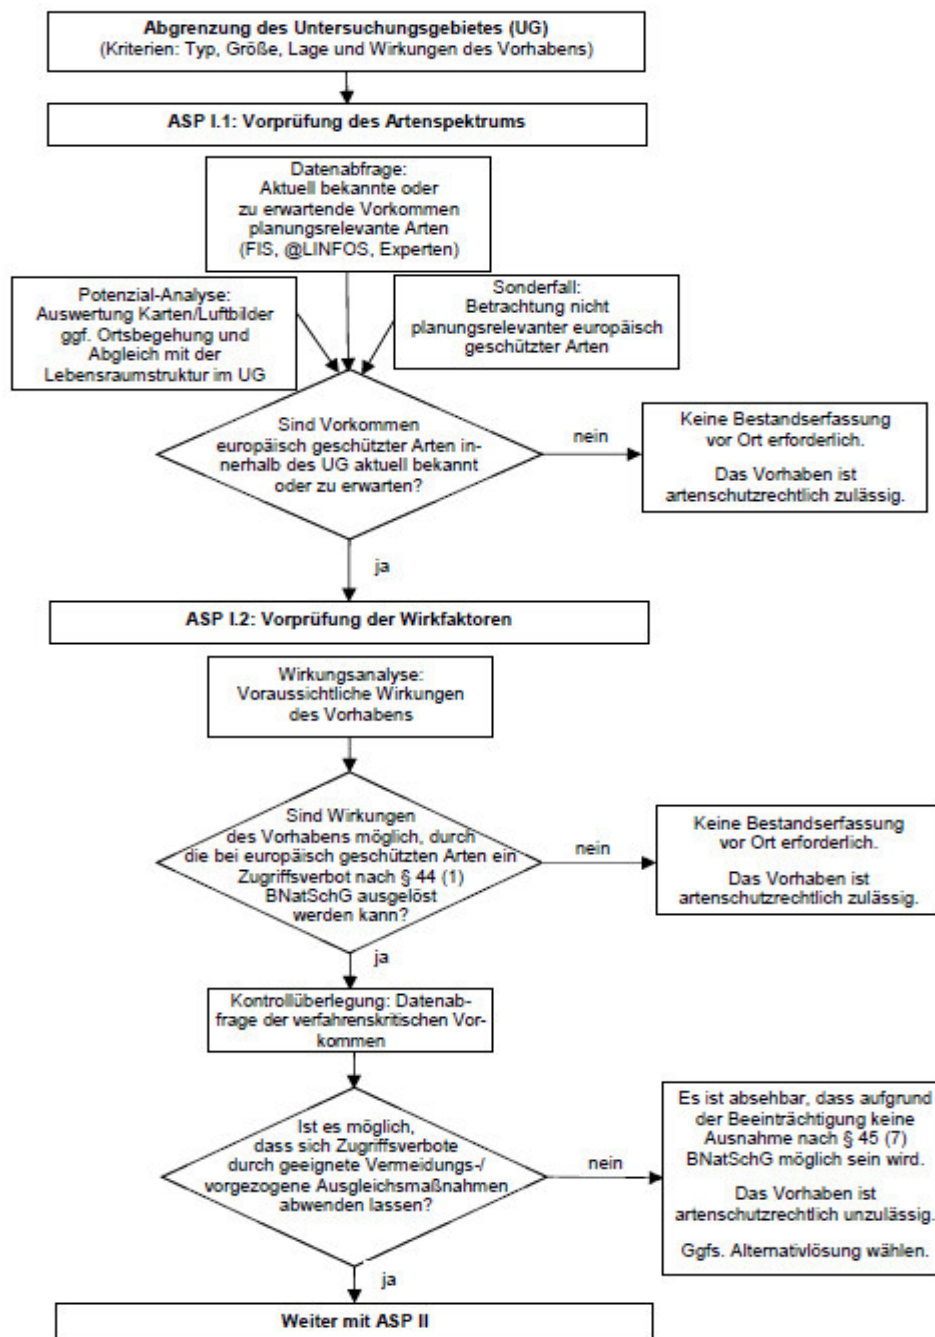 Abgrenzung des Untersuchungsgebietes (UG)
(Kriterien: Typ, Größe, Lage und Wirkungen des Vorhabens)
ASP I.1: Vorprüfung des Artenspektrums
Datenabfrage:
Aktuell bekannte oder
zu erwartende Vorkommen
planungsrelevante Arten
(FIS, @LINFOS, Experten)
Potenzial-Analyse:
Auswertung Karten/Luftbilder
ggf. Ortsbegehung und
Abgleich mit der
Lebensraumstruktur im UG
Sonderfall:
Betrachtung nicht
planungsrelevanter europäisch
geschützter Arten
Sind Vorkommen
europäisch geschützter Arten in-
nerhalb des UG aktuell bekannt
oder zu erwarten?
nein
Keine Bestandserfassung
vor Ort erforderlich.
Das Vorhaben ist
artenschutzrechtlich zulässig.
ja
ASP I.2: Vorprüfung der Wirkfaktoren
Wirkungsanalyse:
Voraussichtliche Wirkungen
des Vorhabens
Sind Wirkungen
des Vorhabens möglich, durch
die bei europäisch geschützten Arten ein
Zugriffsverbot nach § 44 (1)
BNatSchG ausgelöst
werden kann?
nein
Keine Bestandserfassung
vor Ort erforderlich.
Das Vorhaben ist
artenschutzrechtlich zulässig.
ja
Kontrollüberlegung: Datenab-
frage der verfahrenskritischen Vor-
kommen
Ist es möglich,
dass sich Zugriffsverbote
durch geeignete Vermeidungs-/
vorgezogene Ausgleichsmaßnahmen
abwenden lassen?
nein
Es ist absehbar, dass aufgrund
der Beeinträchtigung keine
Ausnahme nach § 45 (7)
BNatSchG möglich sein wird.
Das Vorhaben ist
artenschutzrechtlich unzulässig.
Ggfs. Alternativlösung wählen.
ja
Weiter mit ASP II